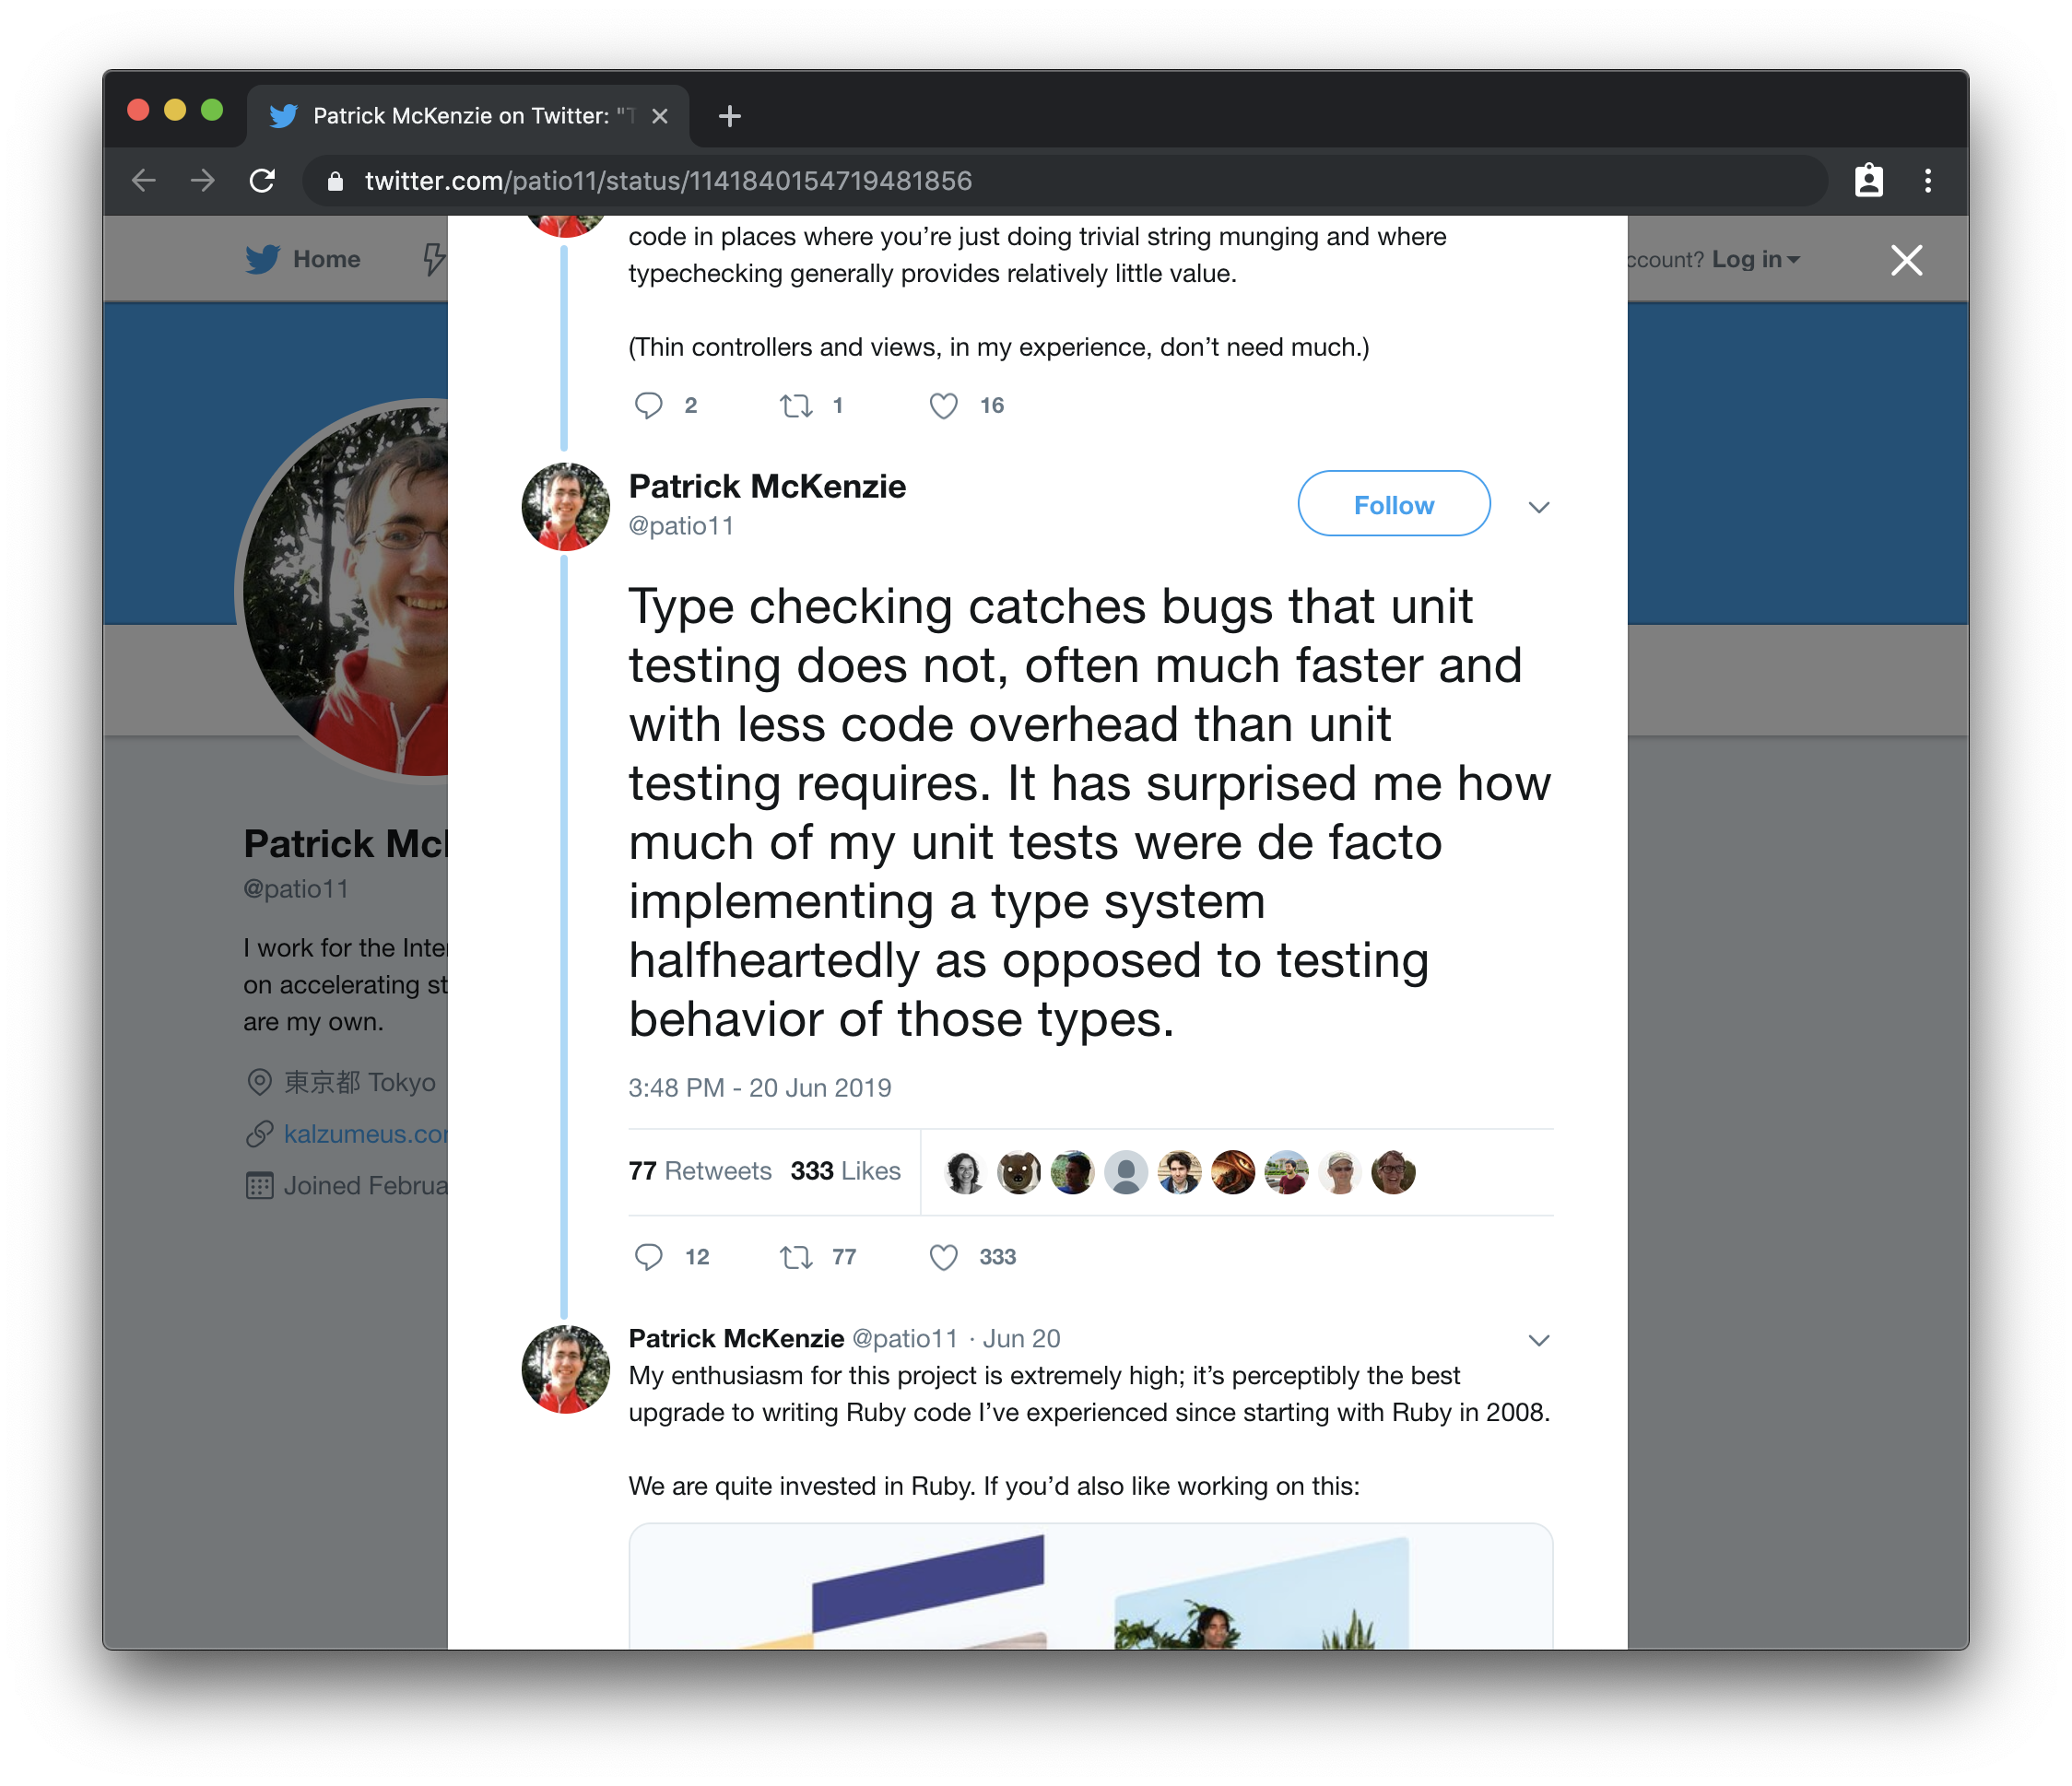 Patrick McKenzie on Twitter: "T
twitter.com/patio11/status/1141840154719481856
Home
ccount? Log in
Patrick McK
@patio11
I work for the Inter
on accelerating st
are my own.
東京都 Tokyo
kalzumeus.com
Joined Februa
code in places where you’re just doing trivial string munging and where
typechecking generally provides relatively little value.
(Thin controllers and views, in my experience, don’t need much.)
2 1 16
Patrick McKenzie
@patio11
Follow
Type checking catches bugs that unit
testing does not, often much faster and
with less code overhead than unit
testing requires. It has surprised me how
much of my unit tests were de facto
implementing a type system
halfheartedly as opposed to testing
behavior of those types.
3:48 PM - 20 Jun 2019
77 Retweets 333 Likes
12 77 333
Patrick McKenzie @patio11 · Jun 20
My enthusiasm for this project is extremely high; it’s perceptibly the best
upgrade to writing Ruby code I’ve experienced since starting with Ruby in 2008.
We are quite invested in Ruby. If you’d also like working on this: